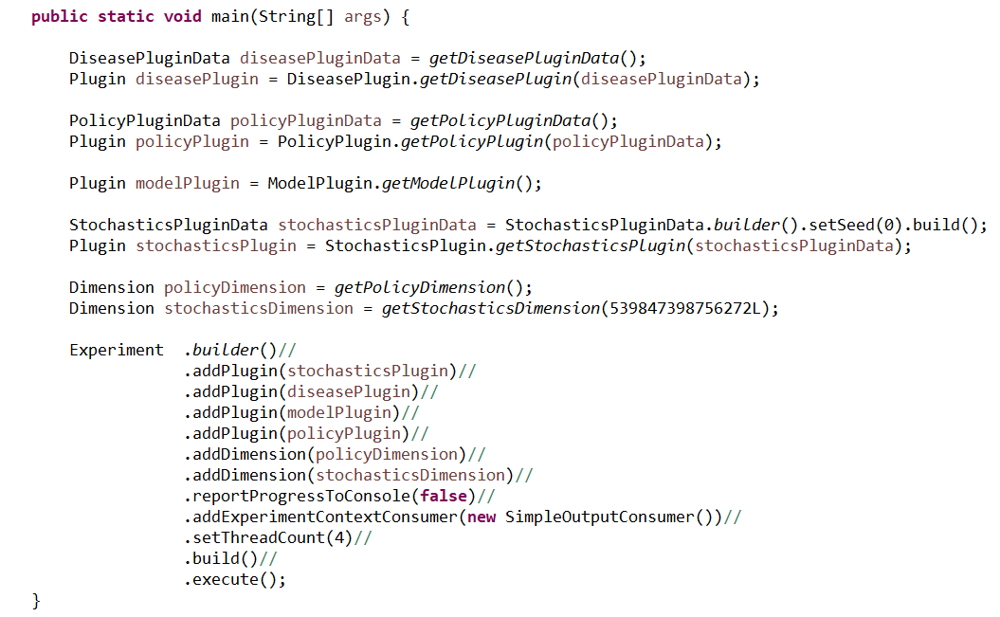 public static void main(String[] args) {
DiseasePluginData diseasePluginData = getDiseasePluginData();
Plugin diseasePlugin = DiseasePlugin.getDiseasePlugin(diseasePluginData);
PolicyPluginData policyPluginData = getPolicyPluginData();
Plugin policyPlugin = PolicyPlugin.getPolicyPlugin(policyPluginData);
Plugin modelPlugin = ModelPlugin.getModelPlugin();
StochasticsPluginData stochasticsPluginData = StochasticsPluginData.builder().setSeed(0).build();
Plugin stochasticsPlugin = StochasticsPlugin.getStochasticsPlugin(stochasticsPluginData);
Dimension policyDimension = getPolicyDimension();
Dimension stochasticsDimension = getStochasticsDimension(539847398756272L);
Experiment .builder()//
.addPlugin(stochasticsPlugin)//
.addPlugin(diseasePlugin)//
.addPlugin(modelPlugin)//
.addPlugin(policyPlugin)//
.addDimension(policyDimension)//
.addDimension(stochasticsDimension)//
.reportProgressToConsole(false)//
.addExperimentContextConsumer(new SimpleOutputConsumer())//
.setThreadCount(4)//
.build()//
.execute();
}